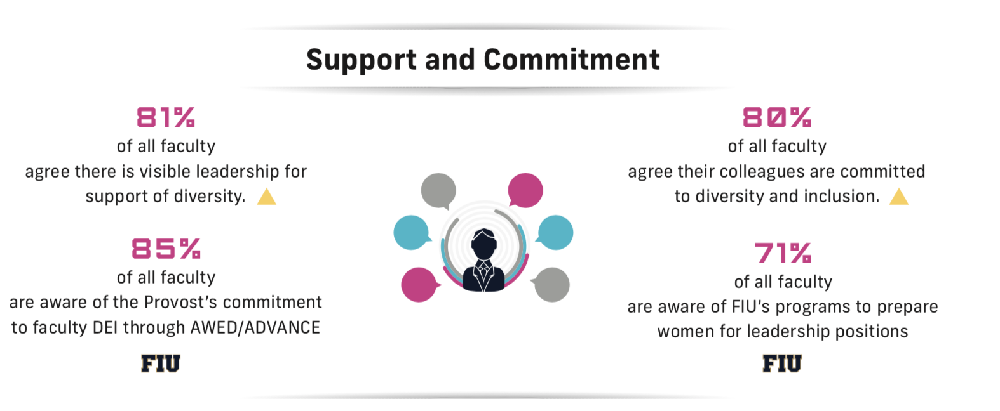 Support and Commitment
81%
of all faculty
agree there is visible leadership for
support of diversity.
85%
of all faculty
are aware of the Provost’s commitment
to faculty DEI through AWED/ADVANCE
FIU
80%
of all faculty
agree their colleagues are committed
to diversity and inclusion.
71%
of all faculty
are aware of FIU’s programs to prepare
women for leadership positions
FIU